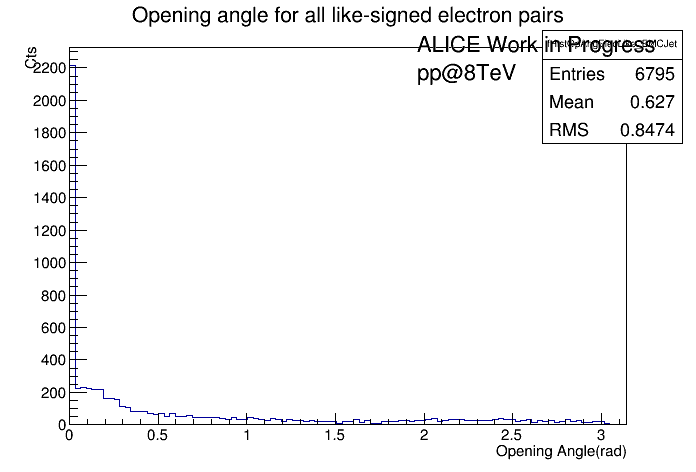 Opening angle for all like-signed electron pairs
Cts
ALICE Work in Progress
pp@8TeV
Entries 6795
Mean 0.627
RMS 0.8474
2200
2000
1800
1600
1400
1200
1000
800
600
400
200
0
0 0.5 1 1.5 2 2.5 3
Opening Angle(rad)